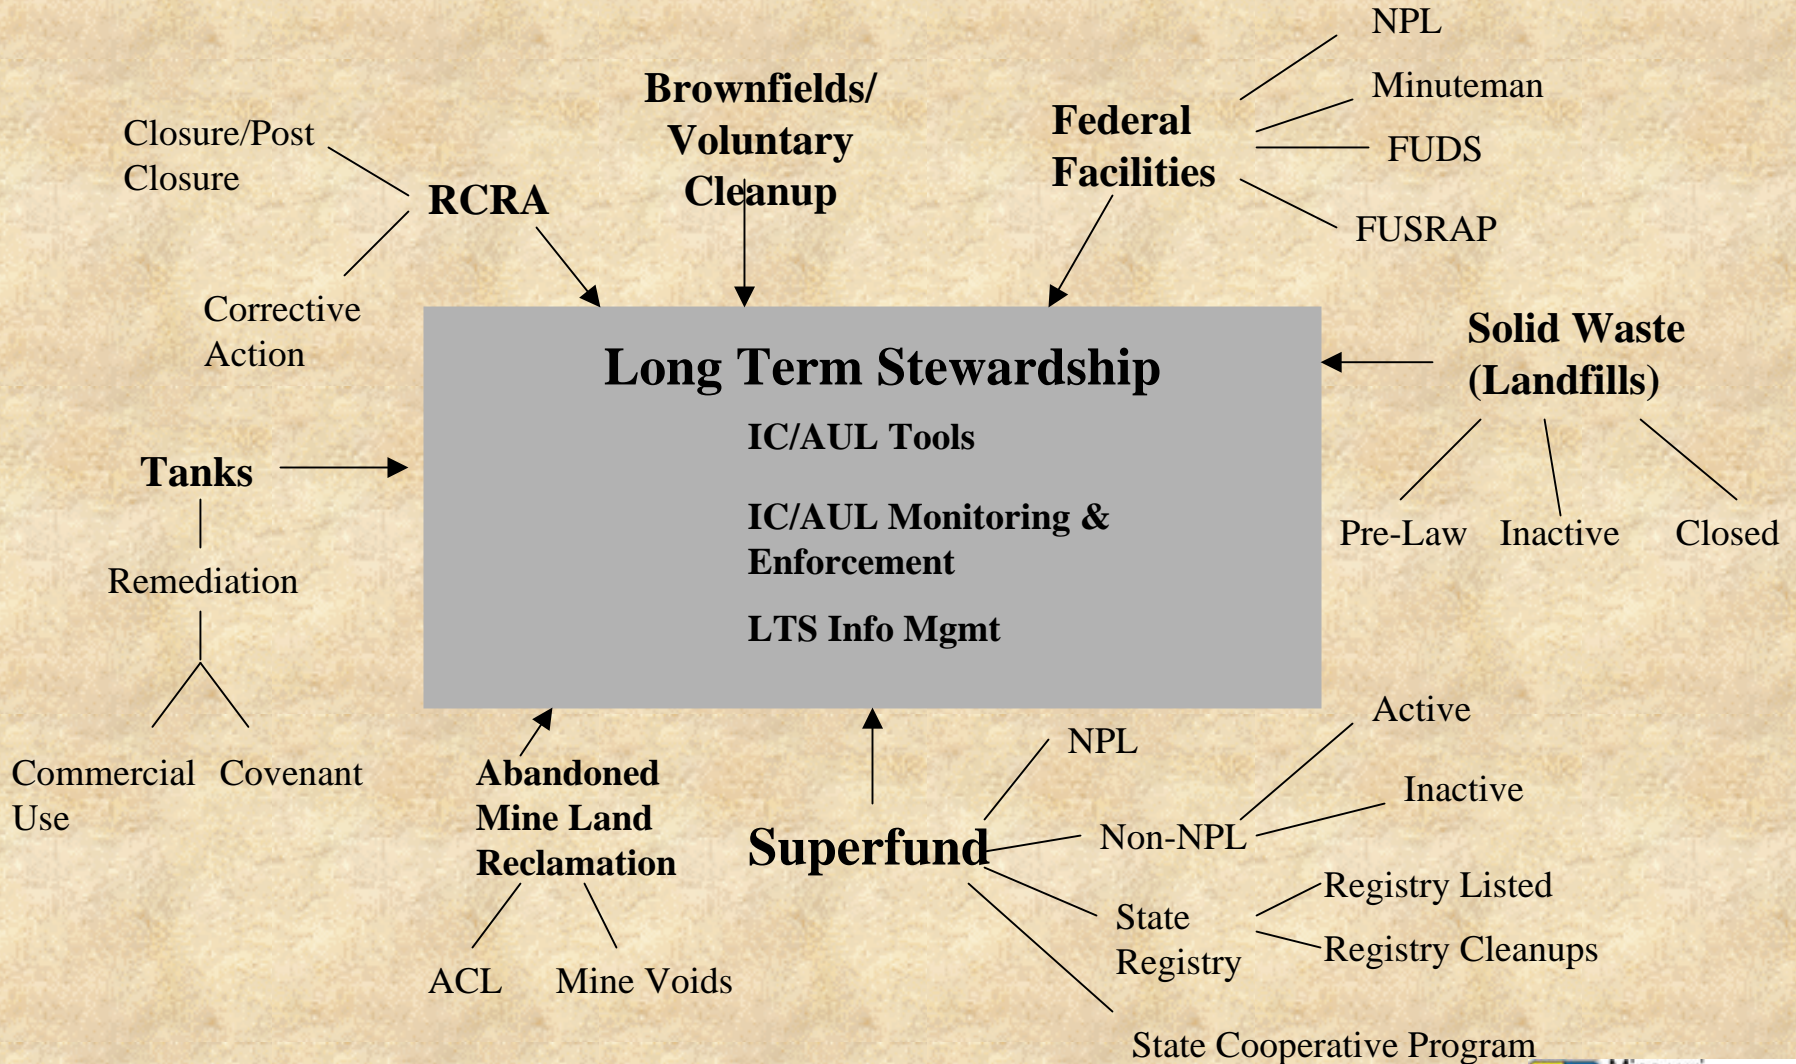 NPL
Minuteman
FUDS
FUSRAP
Brownfields/
Voluntary
Cleanup
Federal
Facilities
Closure/Post
Closure
RCRA
Corrective
Action
Long Term Stewardship
IC/AUL Tools
IC/AUL Monitoring &
Enforcement
LTS Info Mgmt
Solid Waste
(Landfills)
Pre-Law
Inactive
Closed
Tanks
Remediation
Commercial
Use
Covenant
Abandoned
Mine Land
Reclamation
ACL
Mine Voids
Superfund
NPL
Non-NPL
Active
Inactive
State
Registry
Registry Listed
Registry Cleanups
State Cooperative Program